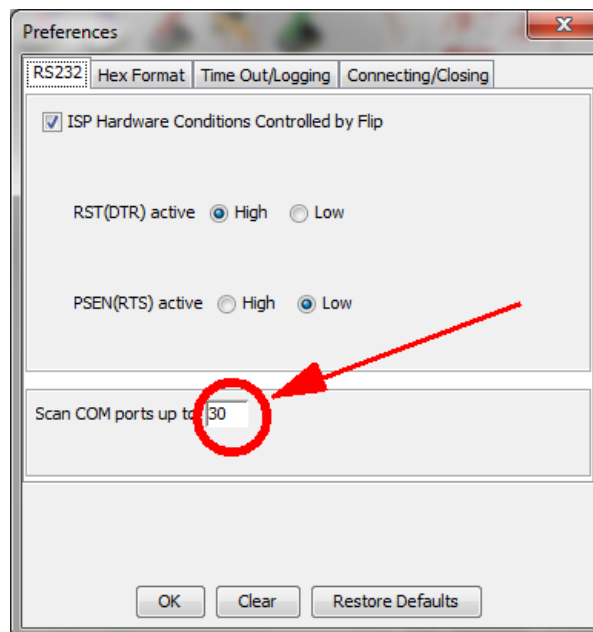 Preferences
RS232 Hex Format Time Out/Logging Connecting/Closing
ISP Hardware Conditions Controlled by Flip
RST(DTR) active High Low
PSEN(RTS) active High Low
Scan COM ports up to 30
OK Clear Restore Defaults